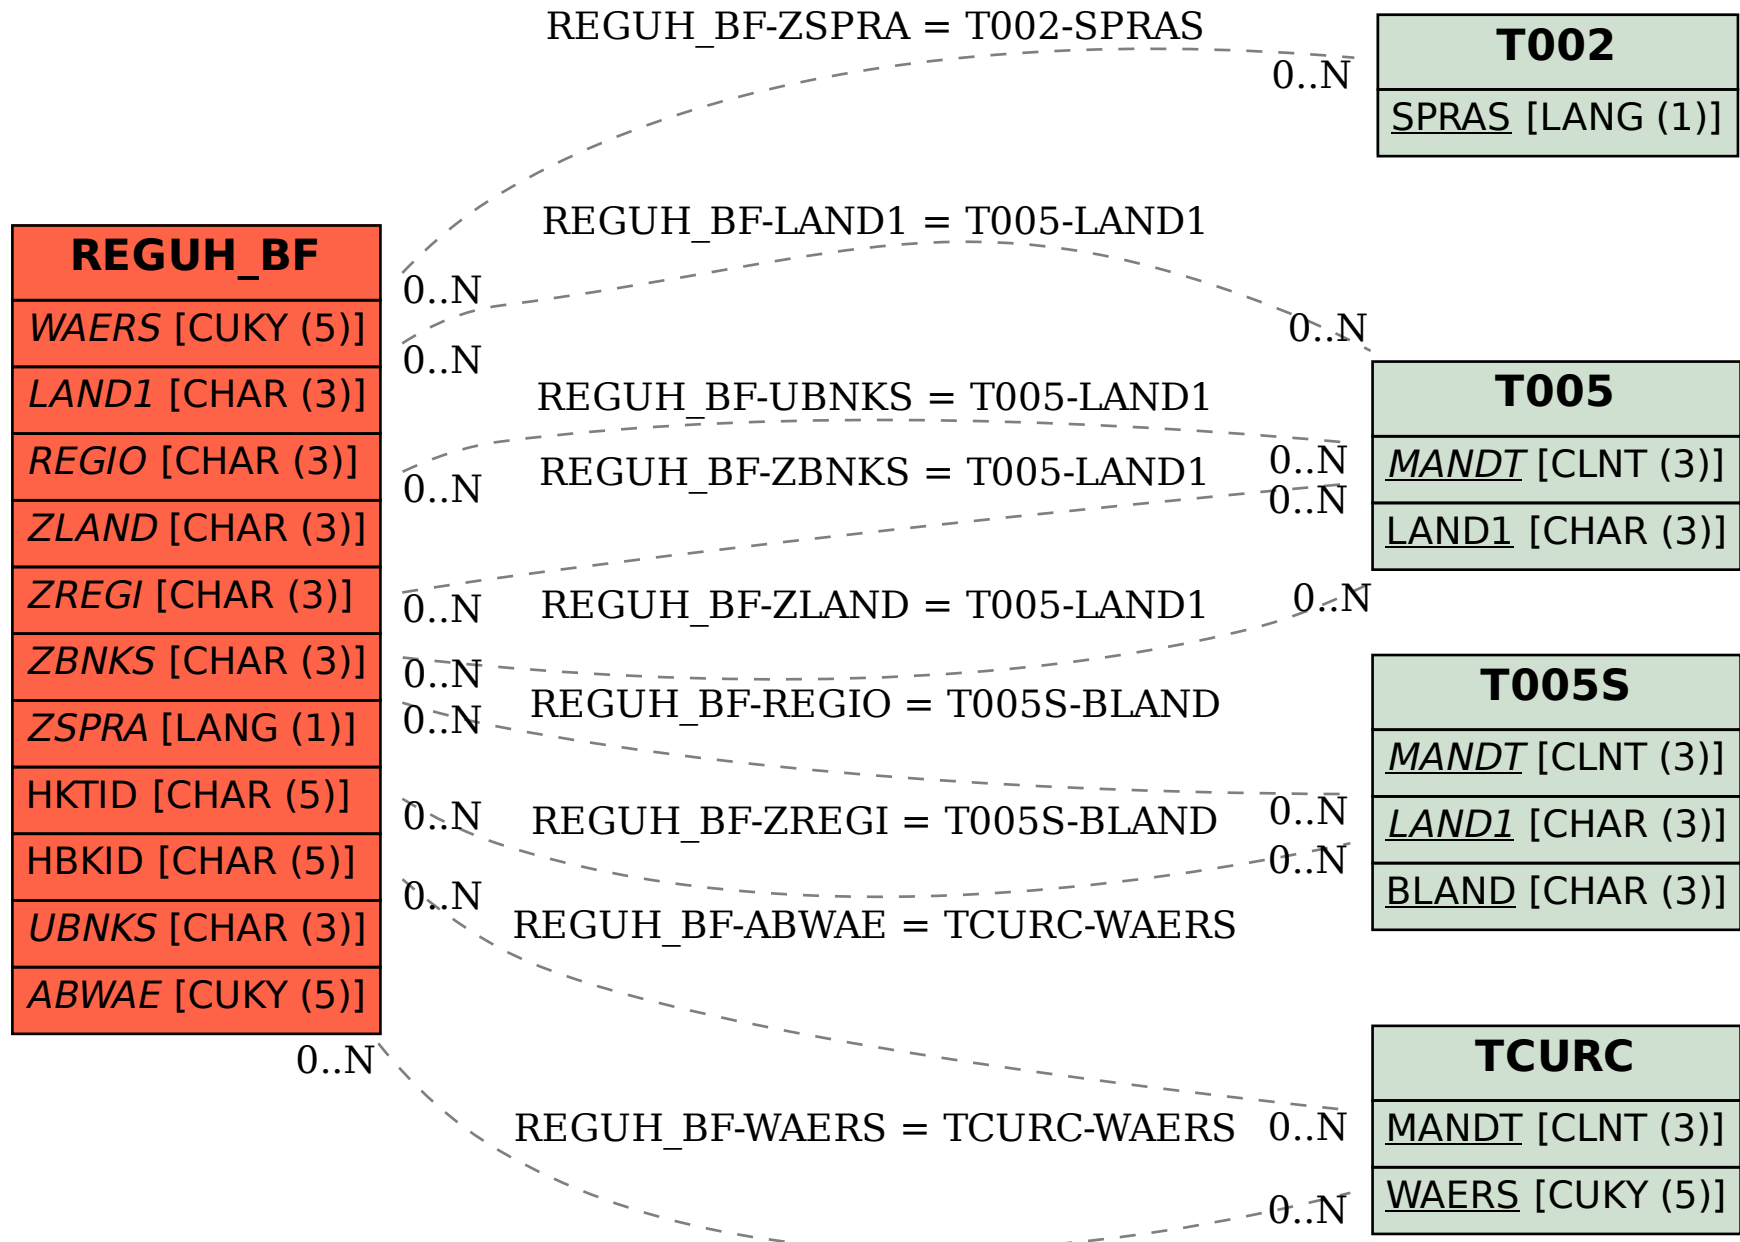 REGUH_BF-ZSPRA = T002-SPRAS
0..N
T002
SPRAS [LANG (1)]
REGUH_BF-LAND1 = T005-LAND1
REGUH_BF
WAERS [CUKY (5)]
LAND1 [CHAR (3)]
REGIO [CHAR (3)]
ZLAND [CHAR (3)]
ZREGI [CHAR (3)]
ZBNKS [CHAR (3)]
ZSPRA [LANG (1)]
HKTID [CHAR (5)]
HBKID [CHAR (5)]
UBNKS [CHAR (3)]
ABWAE [CUKY (5)]
0..N
0..N
0..N
T005
MANDT [CLNT (3)]
LAND1 [CHAR (3)]
REGUH_BF-UBNKS = T005-LAND1
0..N
0..N
REGUH_BF-ZBNKS = T005-LAND1
0..N
0..N
REGUH_BF-ZLAND = T005-LAND1
0..N
0..N
REGUH_BF-REGIO = T005S-BLAND
0..N
0..N
T005S
MANDT [CLNT (3)]
LAND1 [CHAR (3)]
BLAND [CHAR (3)]
REGUH_BF-ZREGI = T005S-BLAND
0..N
0..N
REGUH_BF-ABWAE = TCURC-WAERS
0..N
0..N
TCURC
MANDT [CLNT (3)]
WAERS [CUKY (5)]
REGUH_BF-WAERS = TCURC-WAERS
0..N
0..N